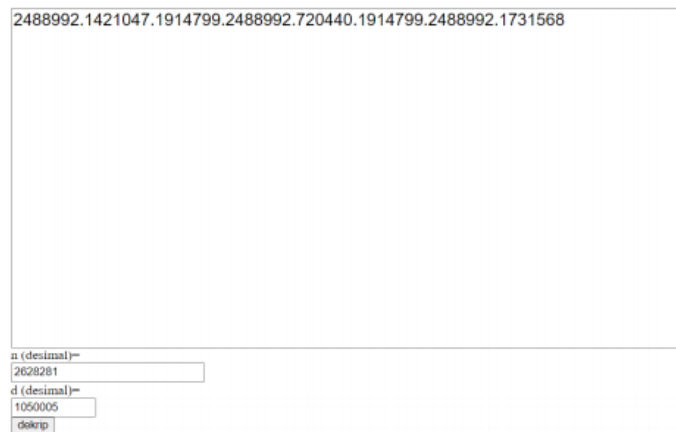 2488992.1421047.1914799.2488992.720440.1914799.2488992.1731568
n (desimal)=
2628281
d (desimal)=
1050005
dekrip